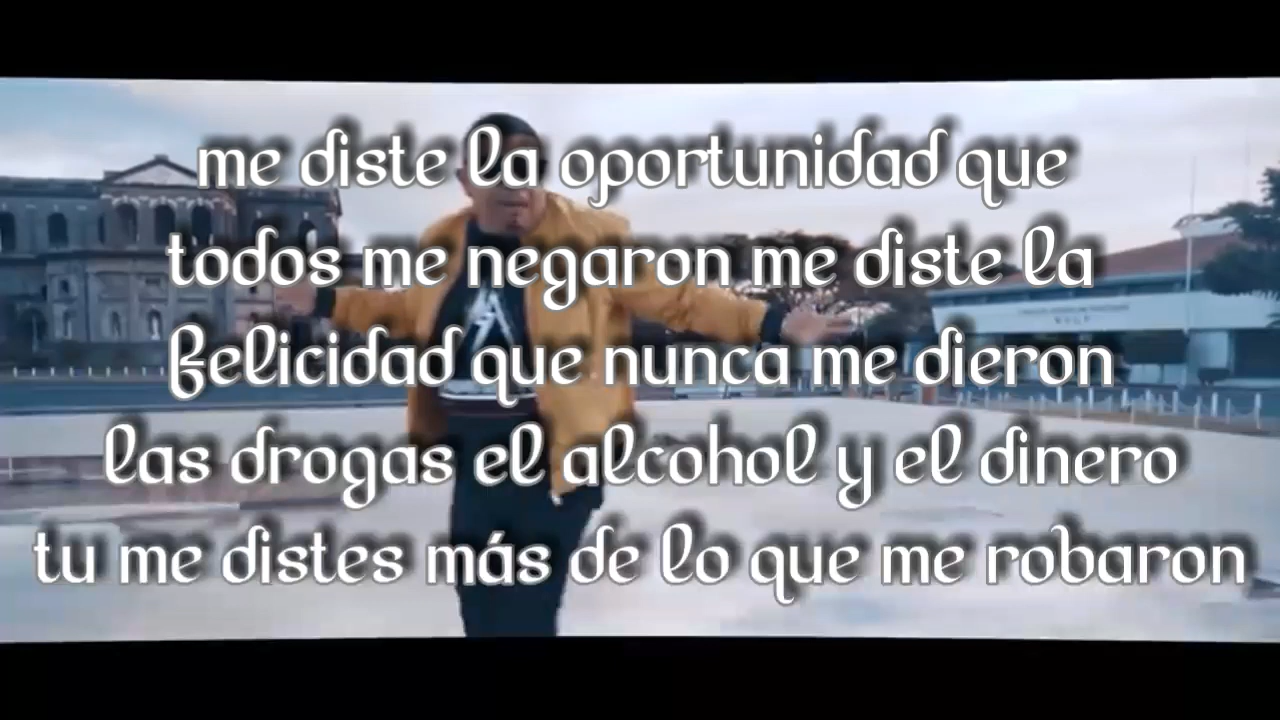 me diste la oportunidad que
todos me negaron me diste la
felicidad que nunca me dieron
las drogas el alcohol y el dinero
tu me distes más de lo que me robaron